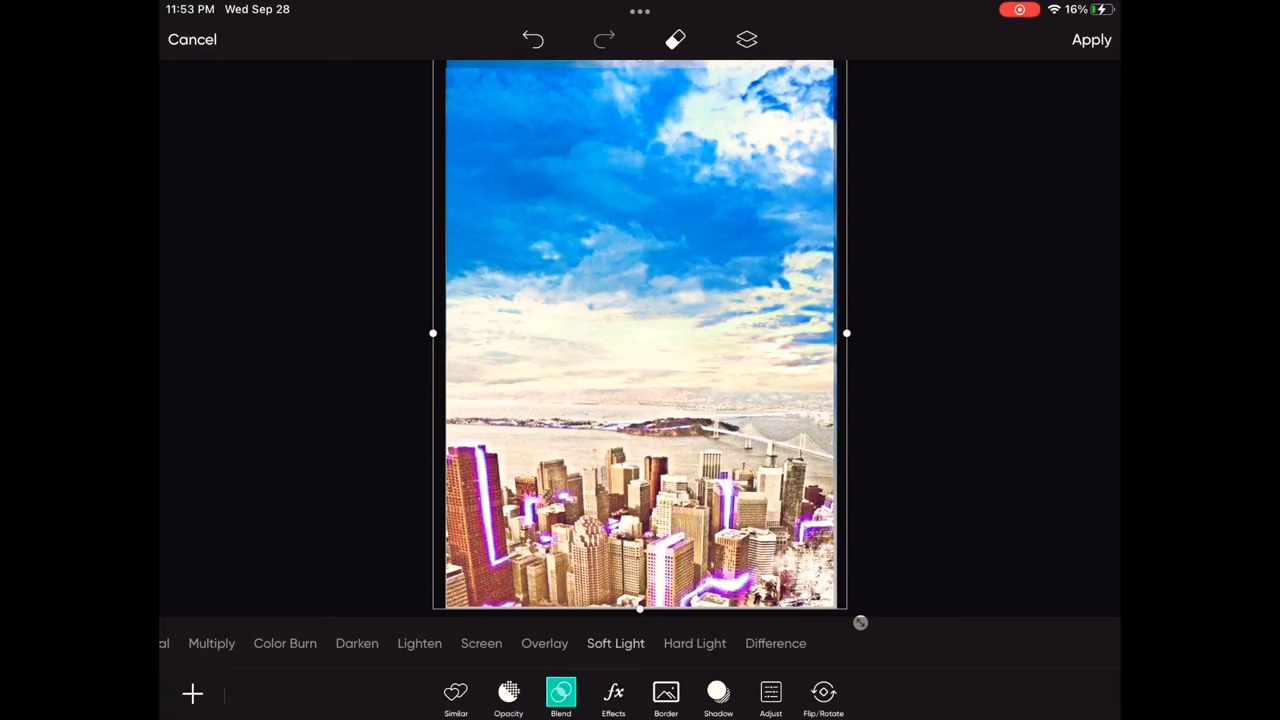 11:53 PM Wed Sep 28
16%
Cancel
Apply
al Multiply Color Burn Darken Lighten Screen Overlay Soft Light Hard Light Difference
Similar Opacity Blend Effects Border Shadow Adjust Flip/Rotate